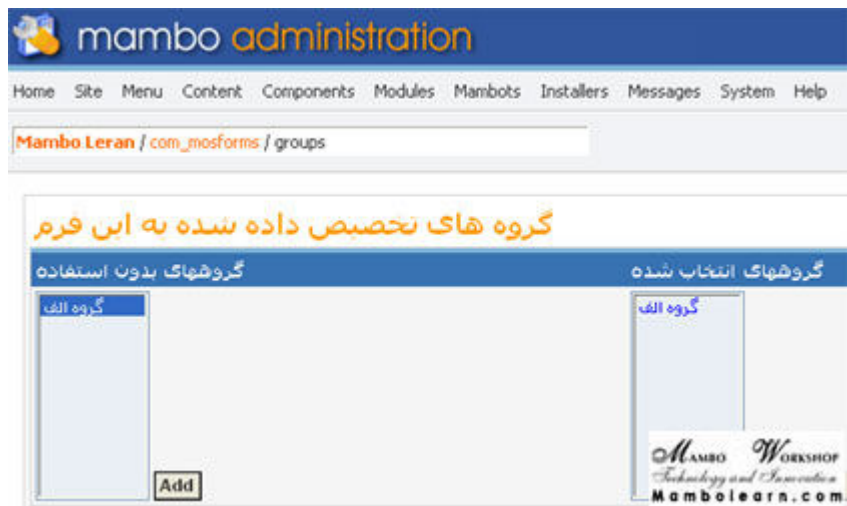 mambo administration
Home Site Menu Content Components Modules Mambots Installers Messages System Help
Mambo Leran / com_mosforms / groups
گروه های تخصیص داده شده به این فرم
گروههای بدون استفاده
گروههای انتخاب شده
گروه الف
گروه الف
Add
Mambo Workshop
Technology and Innovation
Mambolearn.com